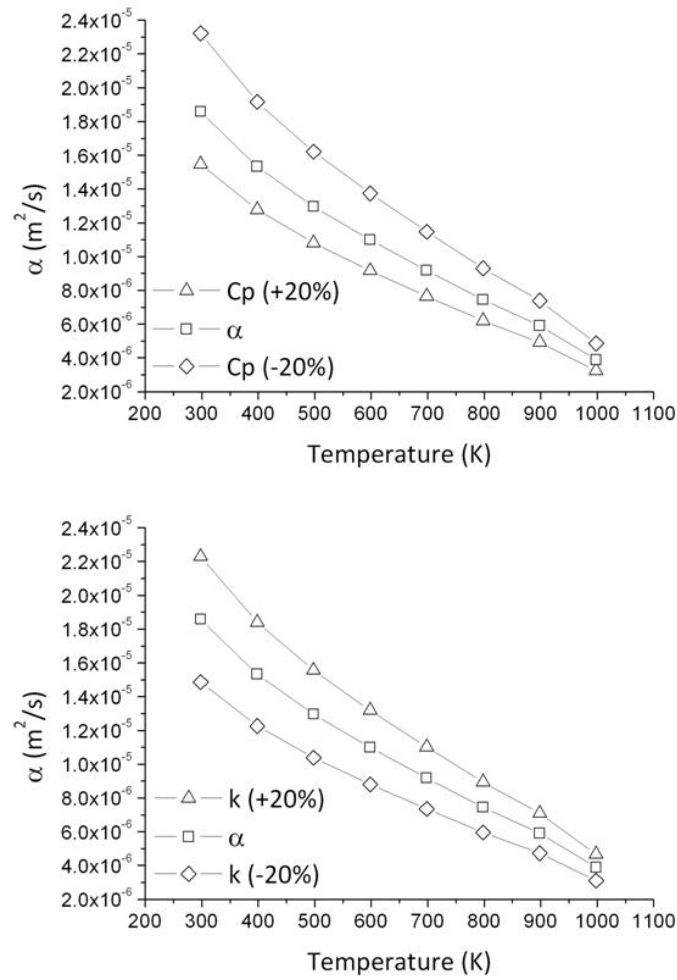 2.4x10⁻⁵
2.2x10⁻⁵
2.0x10⁻⁵
1.8x10⁻⁵
1.6x10⁻⁵
1.4x10⁻⁵
1.2x10⁻⁵
1.0x10⁻⁵
8.0x10⁻⁶
6.0x10⁻⁶
4.0x10⁻⁶
2.0x10⁻⁶
α (m²/s)
Cp (+20%)
α
Cp (-20%)
200 300 400 500 600 700 800 900 1000 1100
Temperature (K)
2.4x10⁻⁵
2.2x10⁻⁵
2.0x10⁻⁵
1.8x10⁻⁵
1.6x10⁻⁵
1.4x10⁻⁵
1.2x10⁻⁵
1.0x10⁻⁵
8.0x10⁻⁶
6.0x10⁻⁶
4.0x10⁻⁶
2.0x10⁻⁶
α (m²/s)
k (+20%)
α
k (-20%)
200 300 400 500 600 700 800 900 1000 1100
Temperature (K)